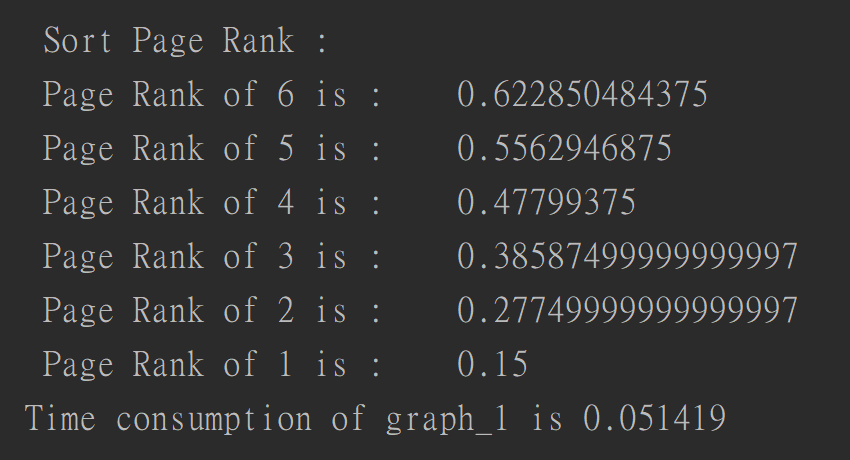 Sort Page Rank :
Page Rank of 6 is : 0.622850484375
Page Rank of 5 is : 0.5562946875
Page Rank of 4 is : 0.47799375
Page Rank of 3 is : 0.38587499999999997
Page Rank of 2 is : 0.27749999999999997
Page Rank of 1 is : 0.15
Time consumption of graph_1 is 0.051419